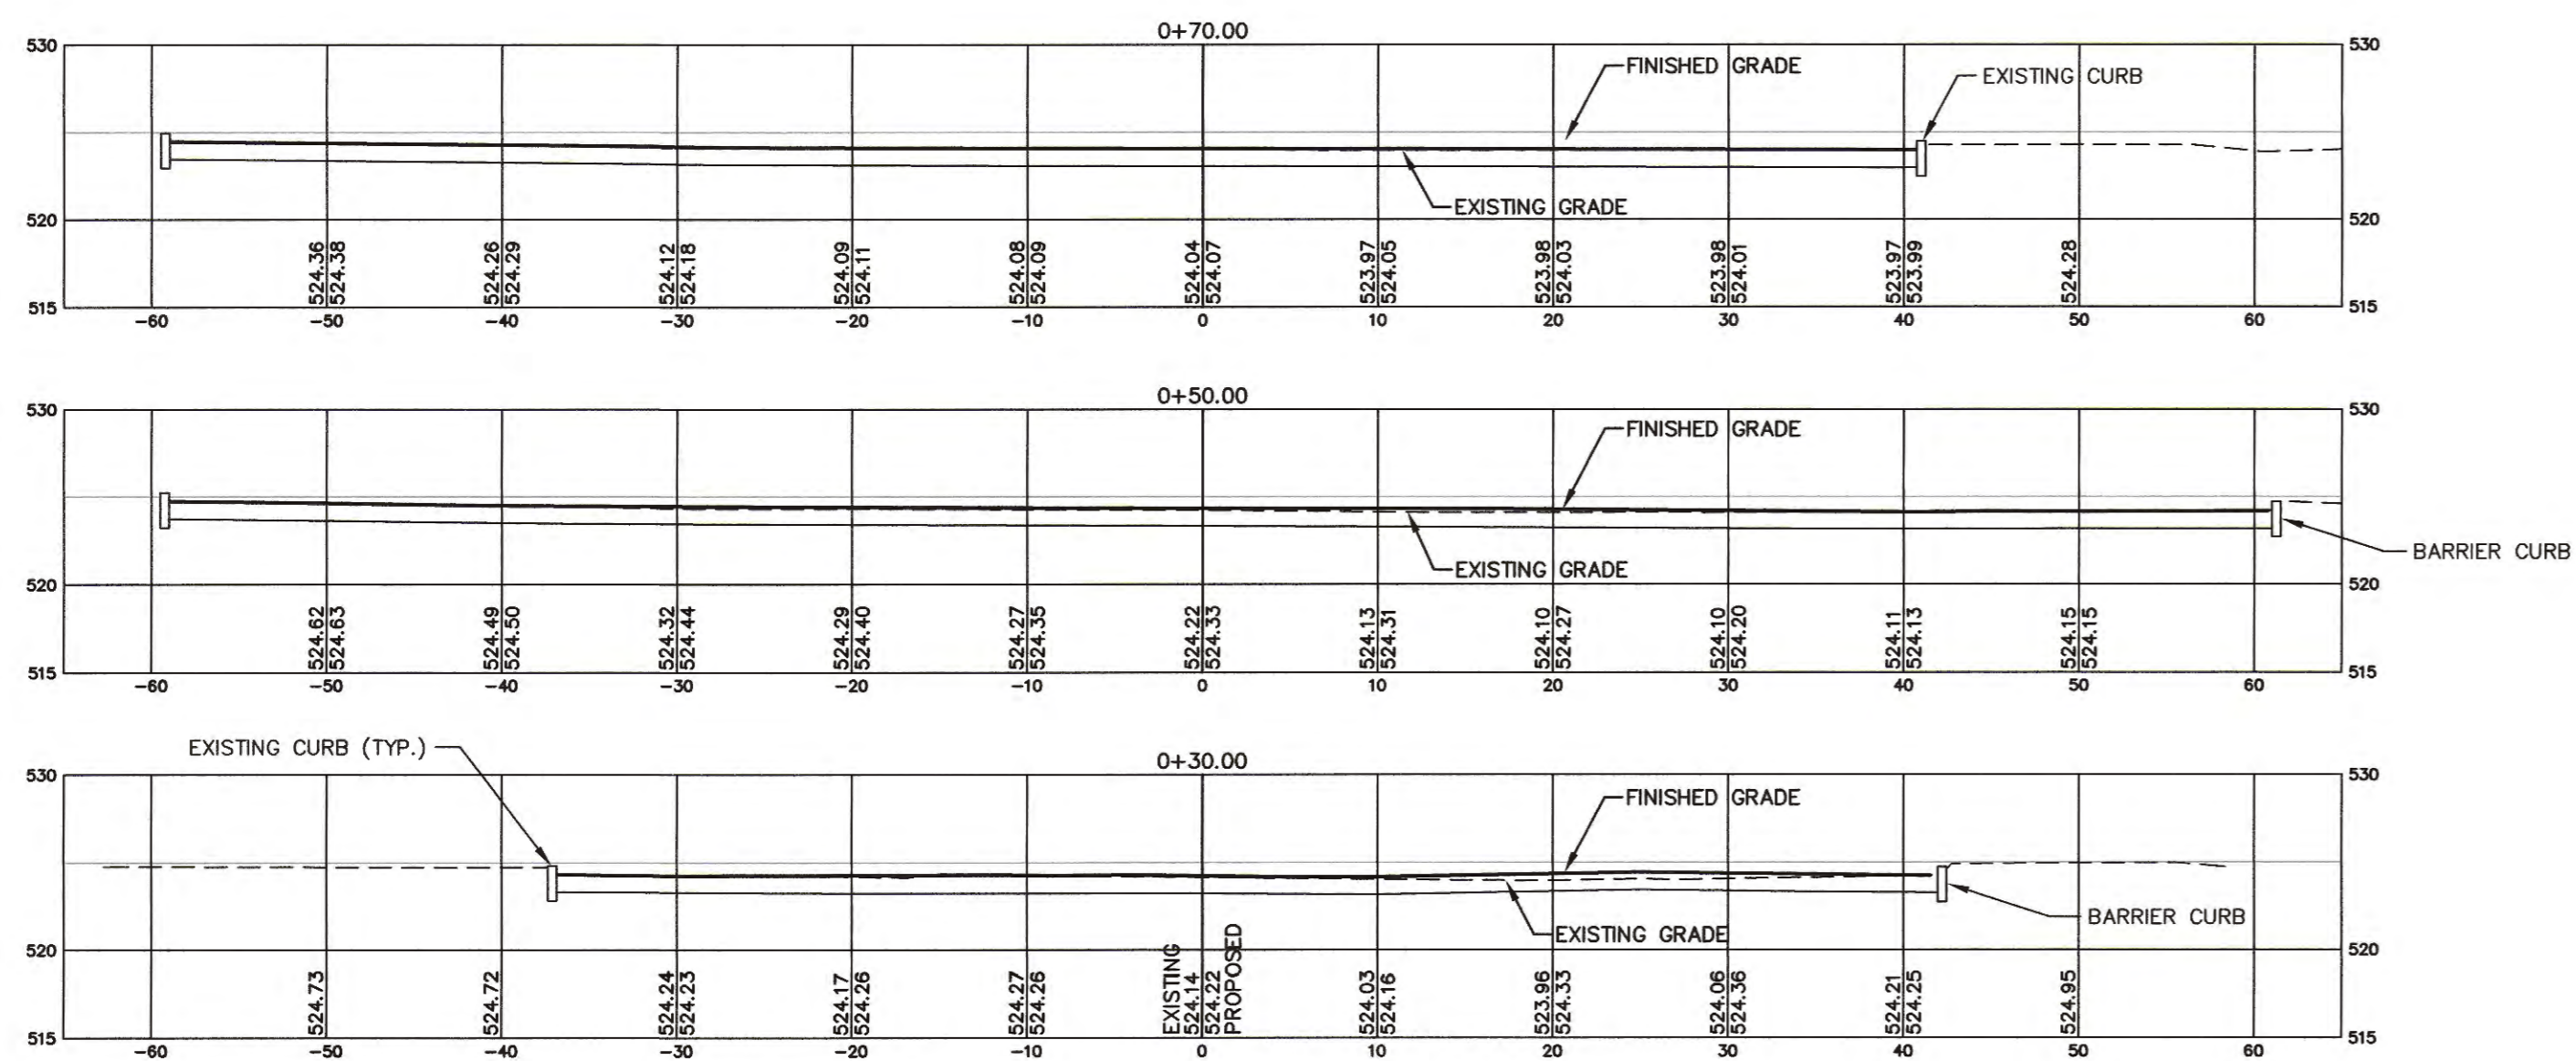 0+70.00
530 530
FINISHED GRADE
EXISTING CURB
EXISTING GRADE
520 520
524.36 524.38 524.26 524.29 524.12 524.18 524.09 524.11 524.08 524.09 524.04 524.07 523.97 524.05 523.98 524.03 523.98 524.01 523.97 523.99 524.28
515 515
-60 -50 -40 -30 -20 -10 0 10 20 30 40 50 60
0+50.00
530 530
FINISHED GRADE
BARRIER CURB
EXISTING GRADE
520 520
524.62 524.63 524.49 524.50 524.32 524.44 524.29 524.40 524.27 524.35 524.22 524.33 524.13 524.31 524.10 524.27 524.10 524.20 524.11 524.13 524.15 524.15
515 515
-60 -50 -40 -30 -20 -10 0 10 20 30 40 50 60
EXISTING CURB (TYP.)
0+30.00
530 530
FINISHED GRADE
BARRIER CURB
EXISTING GRADE
520 520
EXISTING PROPOSED
524.73 524.72 524.24 524.23 524.17 524.26 524.27 524.26 524.14 524.22 524.03 524.16 523.96 524.33 524.06 524.36 524.21 524.25 524.95
515 515
-60 -50 -40 -30 -20 -10 0 10 20 30 40 50 60